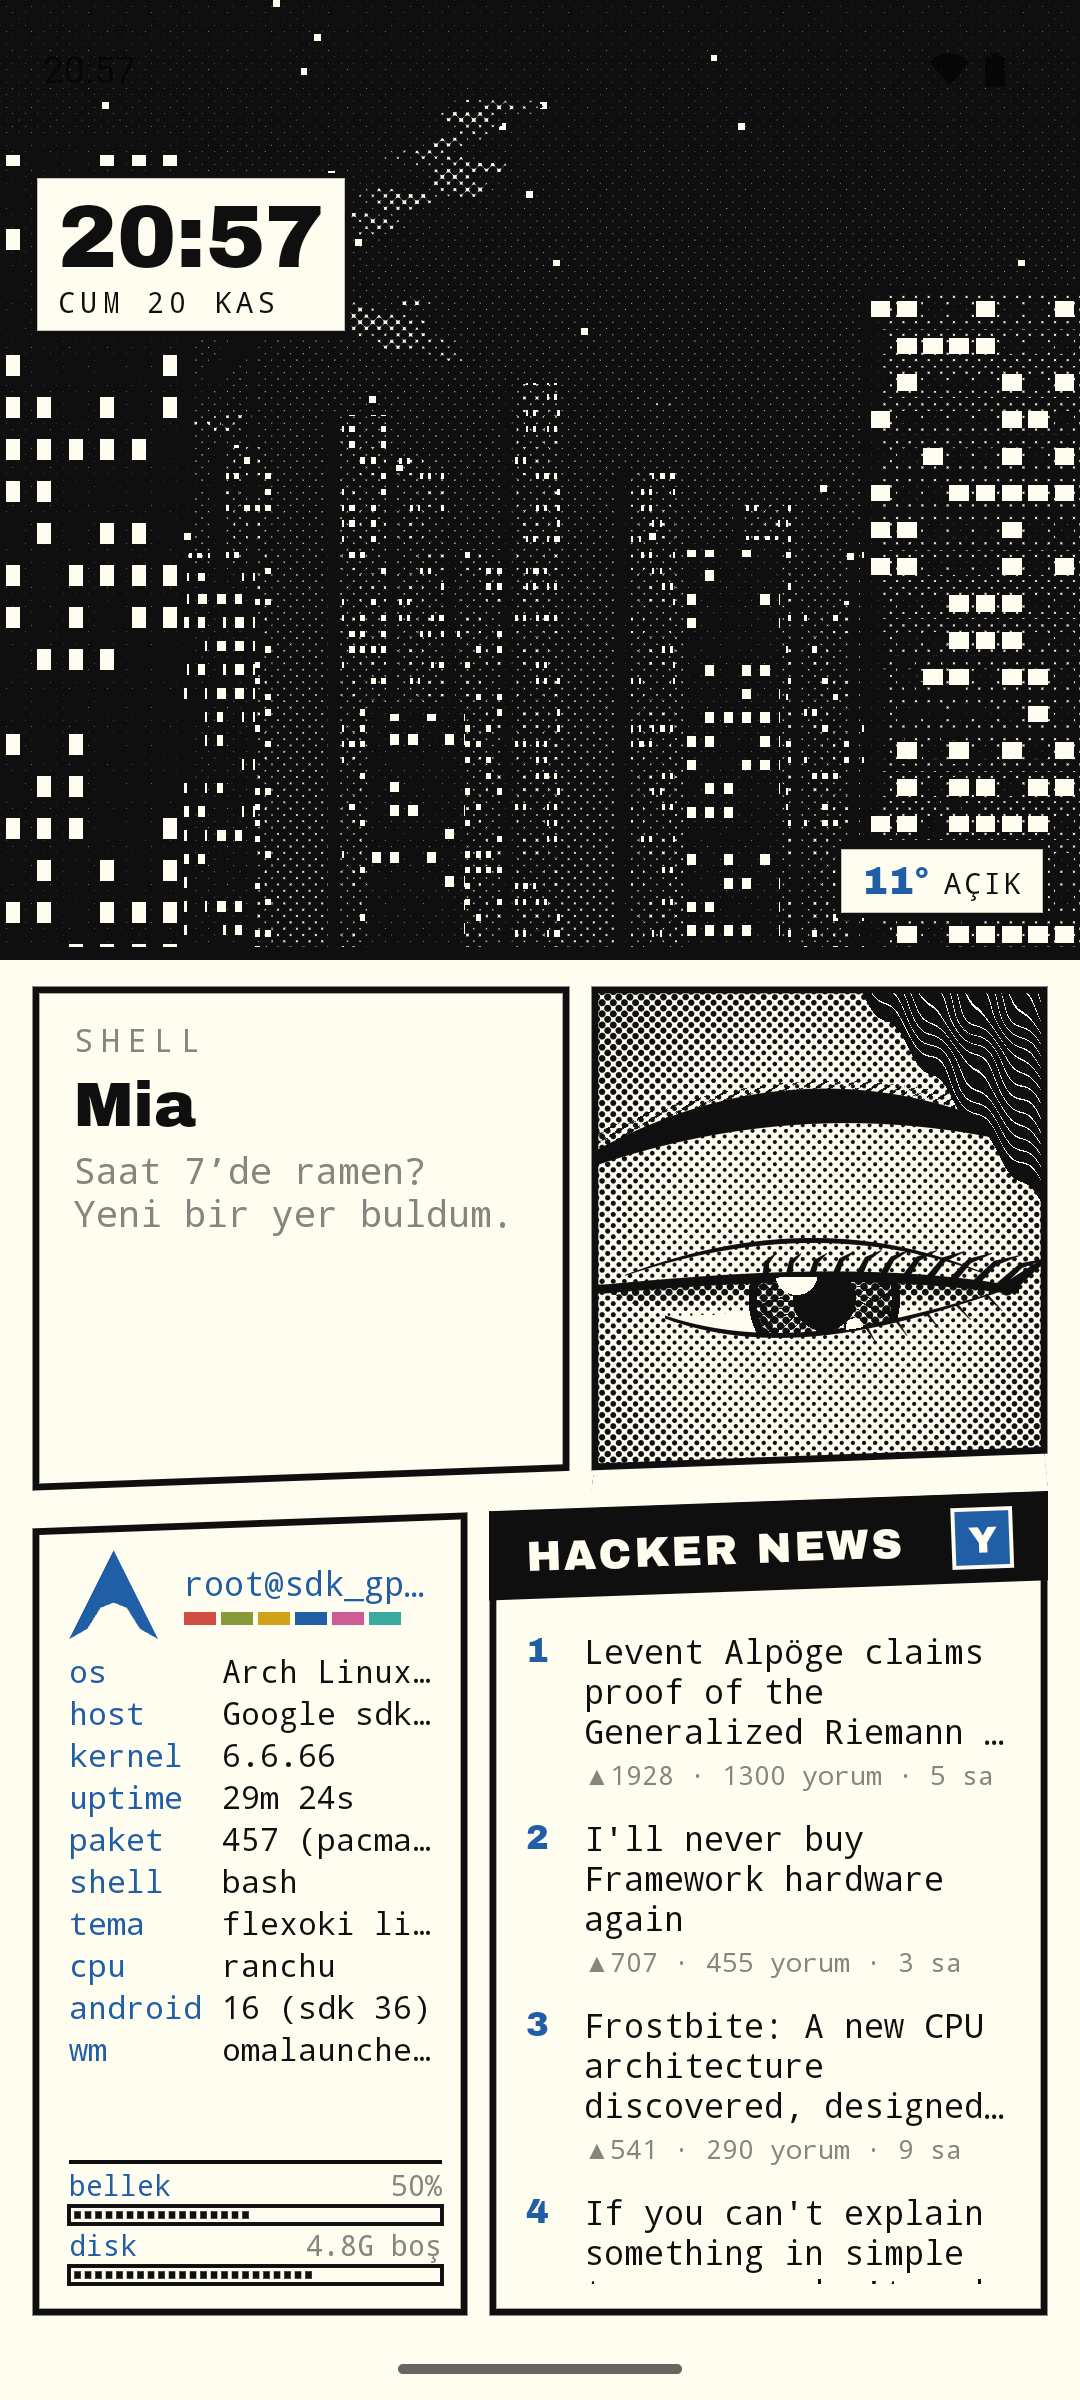 20:57
20:57
CUM 20 KAS
11° AÇIK
SHELL
Mia
Saat 7’de ramen?
Yeni bir yer buldum.
root@sdk_gp…
os Arch Linux…
host Google sdk…
kernel 6.6.66
uptime 29m 24s
paket 457 (pacma…
shell bash
tema flexoki li…
cpu ranchu
android 16 (sdk 36)
wm omalaunche…
bellek 50%
disk 4.8G boş
HACKER NEWS Y
1 Levent Alpöge claims
proof of the
Generalized Riemann …
▲1928 · 1300 yorum · 5 sa
2 I'll never buy
Framework hardware
again
▲707 · 455 yorum · 3 sa
3 Frostbite: A new CPU
architecture
discovered, designed…
▲541 · 290 yorum · 9 sa
4 If you can't explain
something in simple